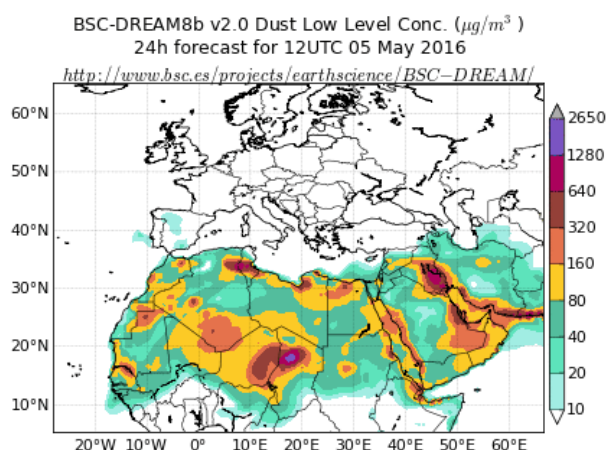 BSC-DREAM8b v2.0 Dust Low Level Conc. (μg/m³ )
24h forecast for 12UTC 05 May 2016
http://www.bsc.es/projects/earthscience/BSC−DREAM/
60°N
50°N
40°N
30°N
20°N
10°N
20°W 10°W 0° 10°E 20°E 30°E 40°E 50°E 60°E
2650
1280
640
320
160
80
40
20
10